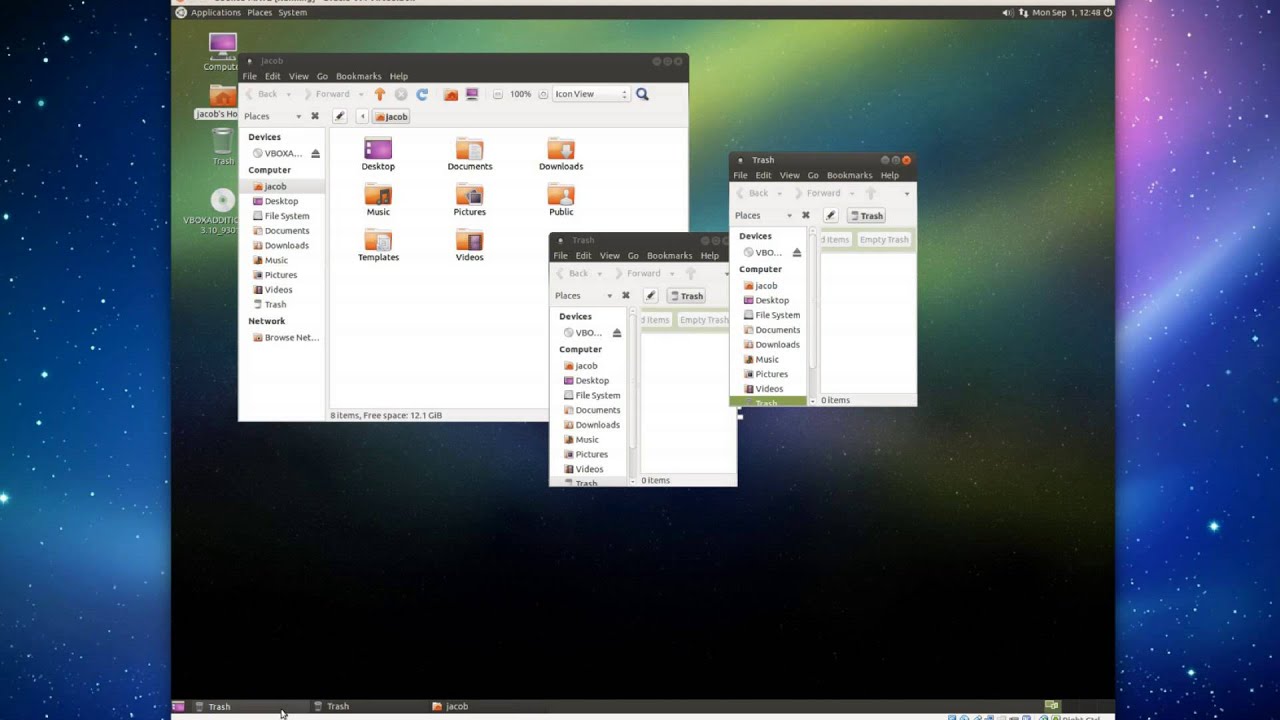 Applications Places System
Mon Sep 1, 12:48
Compute
jacob's Ho
Trash
VBOXADDITIO
3.10_9301
jacob
File Edit View Go Bookmarks Help
Back Forward 100% Icon View
Places jacob
Devices
VBOXA...
Computer
jacob
Desktop
File System
Documents
Downloads
Music
Pictures
Videos
Trash
Network
Browse Net...
Desktop Documents Downloads
Music Pictures Public
Templates Videos
8 items, Free space: 12.1 GiB
Trash
File Edit View Go Bookmarks Help
Back Forward
Places Trash
Devices
d Items Empty Trash
VBO...
Computer
jacob
Desktop
File System
Documents
Downloads
Music
Pictures
Videos
Trash
0 items
Trash
File Edit View Go Bookmarks Help
Back Forward
Places Trash
Devices
d Items Empty Trash
VBO...
Computer
jacob
Desktop
File System
Documents
Downloads
Music
Pictures
Videos
Trash
0 items
Trash Trash jacob
Right Ctrl